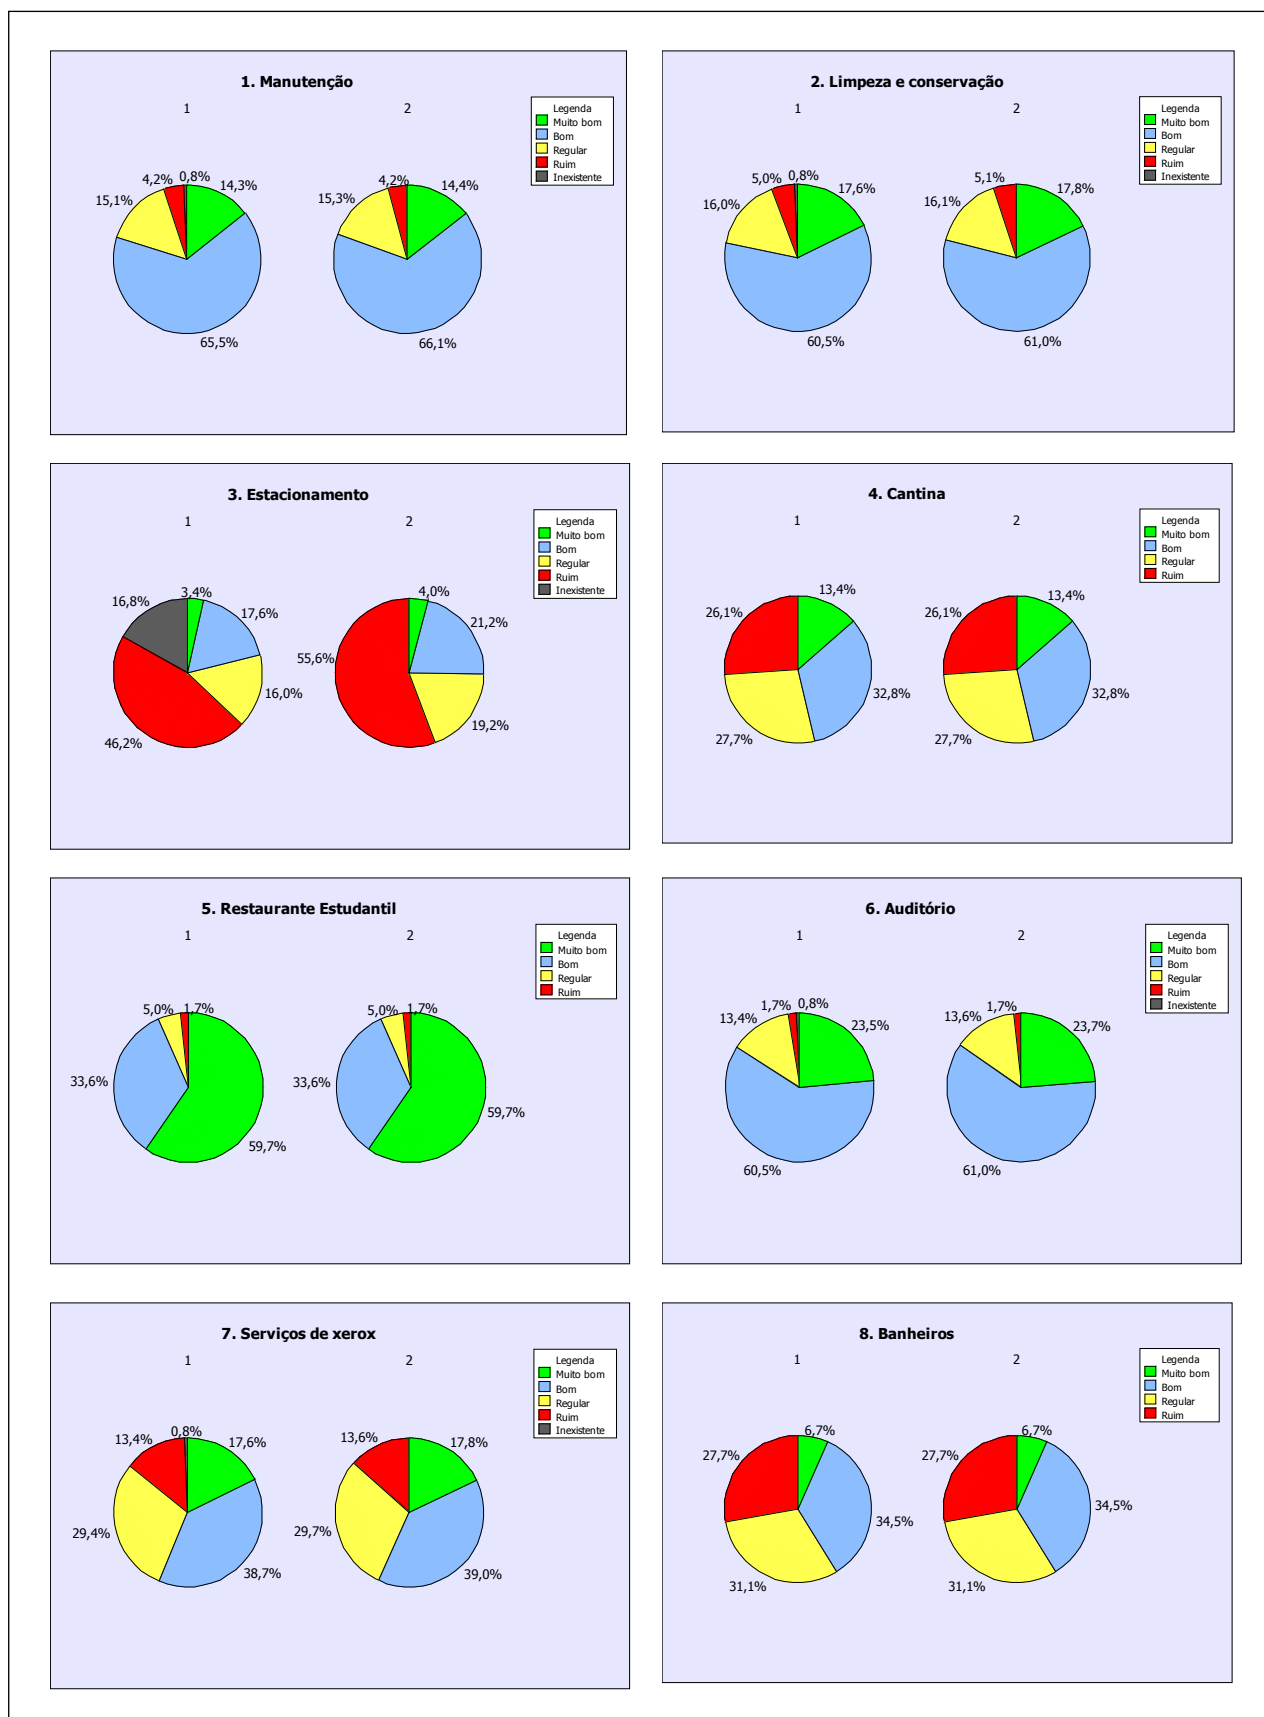 1. Manutenção
1
2
Legenda
Muito bom
Bom
Regular
Ruim
Inexistente
4,2%
0,8%
14,3%
15,1%
65,5%
4,2%
14,4%
15,3%
66,1%
2. Limpeza e conservação
1
2
Legenda
Muito bom
Bom
Regular
Ruim
Inexistente
5,0%
0,8%
17,6%
16,0%
60,5%
5,1%
17,8%
16,1%
61,0%
3. Estacionamento
1
2
Legenda
Muito bom
Bom
Regular
Ruim
Inexistente
16,8%
3,4%
17,6%
16,0%
46,2%
4,0%
21,2%
55,6%
19,2%
4. Cantina
1
2
Legenda
Muito bom
Bom
Regular
Ruim
26,1%
13,4%
32,8%
27,7%
26,1%
13,4%
32,8%
27,7%
5. Restaurante Estudantil
1
2
Legenda
Muito bom
Bom
Regular
Ruim
5,0%
1,7%
33,6%
59,7%
5,0%
1,7%
33,6%
59,7%
6. Auditório
1
2
Legenda
Muito bom
Bom
Regular
Ruim
Inexistente
1,7%
0,8%
13,4%
23,5%
60,5%
1,7%
13,6%
23,7%
61,0%
7. Serviços de xerox
1
2
Legenda
Muito bom
Bom
Regular
Ruim
Inexistente
13,4%
0,8%
17,6%
29,4%
38,7%
13,6%
17,8%
29,7%
39,0%
8. Banheiros
1
2
Legenda
Muito bom
Bom
Regular
Ruim
6,7%
27,7%
34,5%
31,1%
6,7%
27,7%
34,5%
31,1%